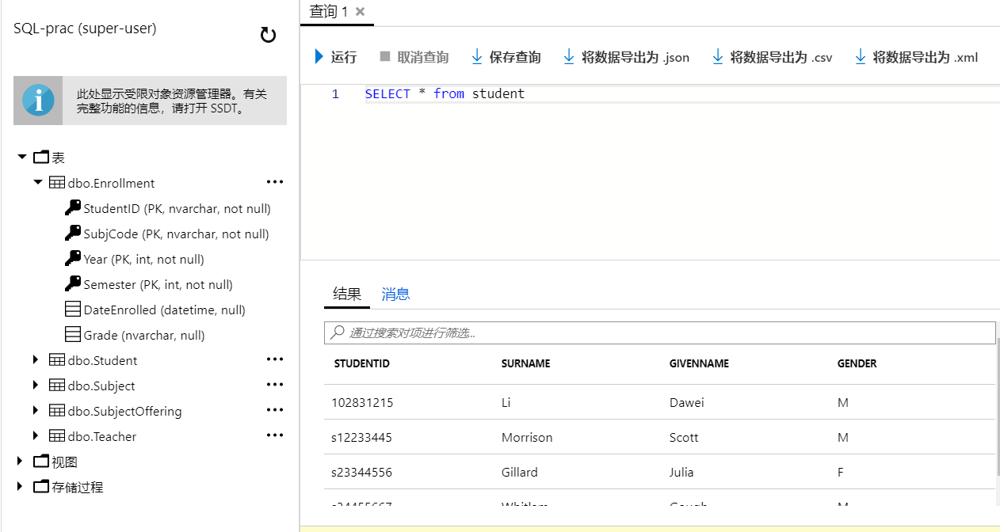 SQL-prac (super-user)
此处显示受限对象资源管理器。有关
完整功能的信息，请打开 SSDT。
表
dbo.Enrollment
StudentID (PK, nvarchar, not null)
SubjCode (PK, nvarchar, not null)
Year (PK, int, not null)
Semester (PK, int, not null)
DateEnrolled (datetime, null)
Grade (nvarchar, null)
dbo.Student
dbo.Subject
dbo.SubjectOffering
dbo.Teacher
视图
存储过程
查询 1
运行 取消查询 保存查询 将数据导出为 .json 将数据导出为 .csv 将数据导出为 .xml
1 SELECT * from student
结果 消息
通过搜索对项进行筛选...
STUDENTID SURNAME GIVENNAME GENDER
102831215 Li Dawei M
s12233445 Morrison Scott M
s23344556 Gillard Julia F